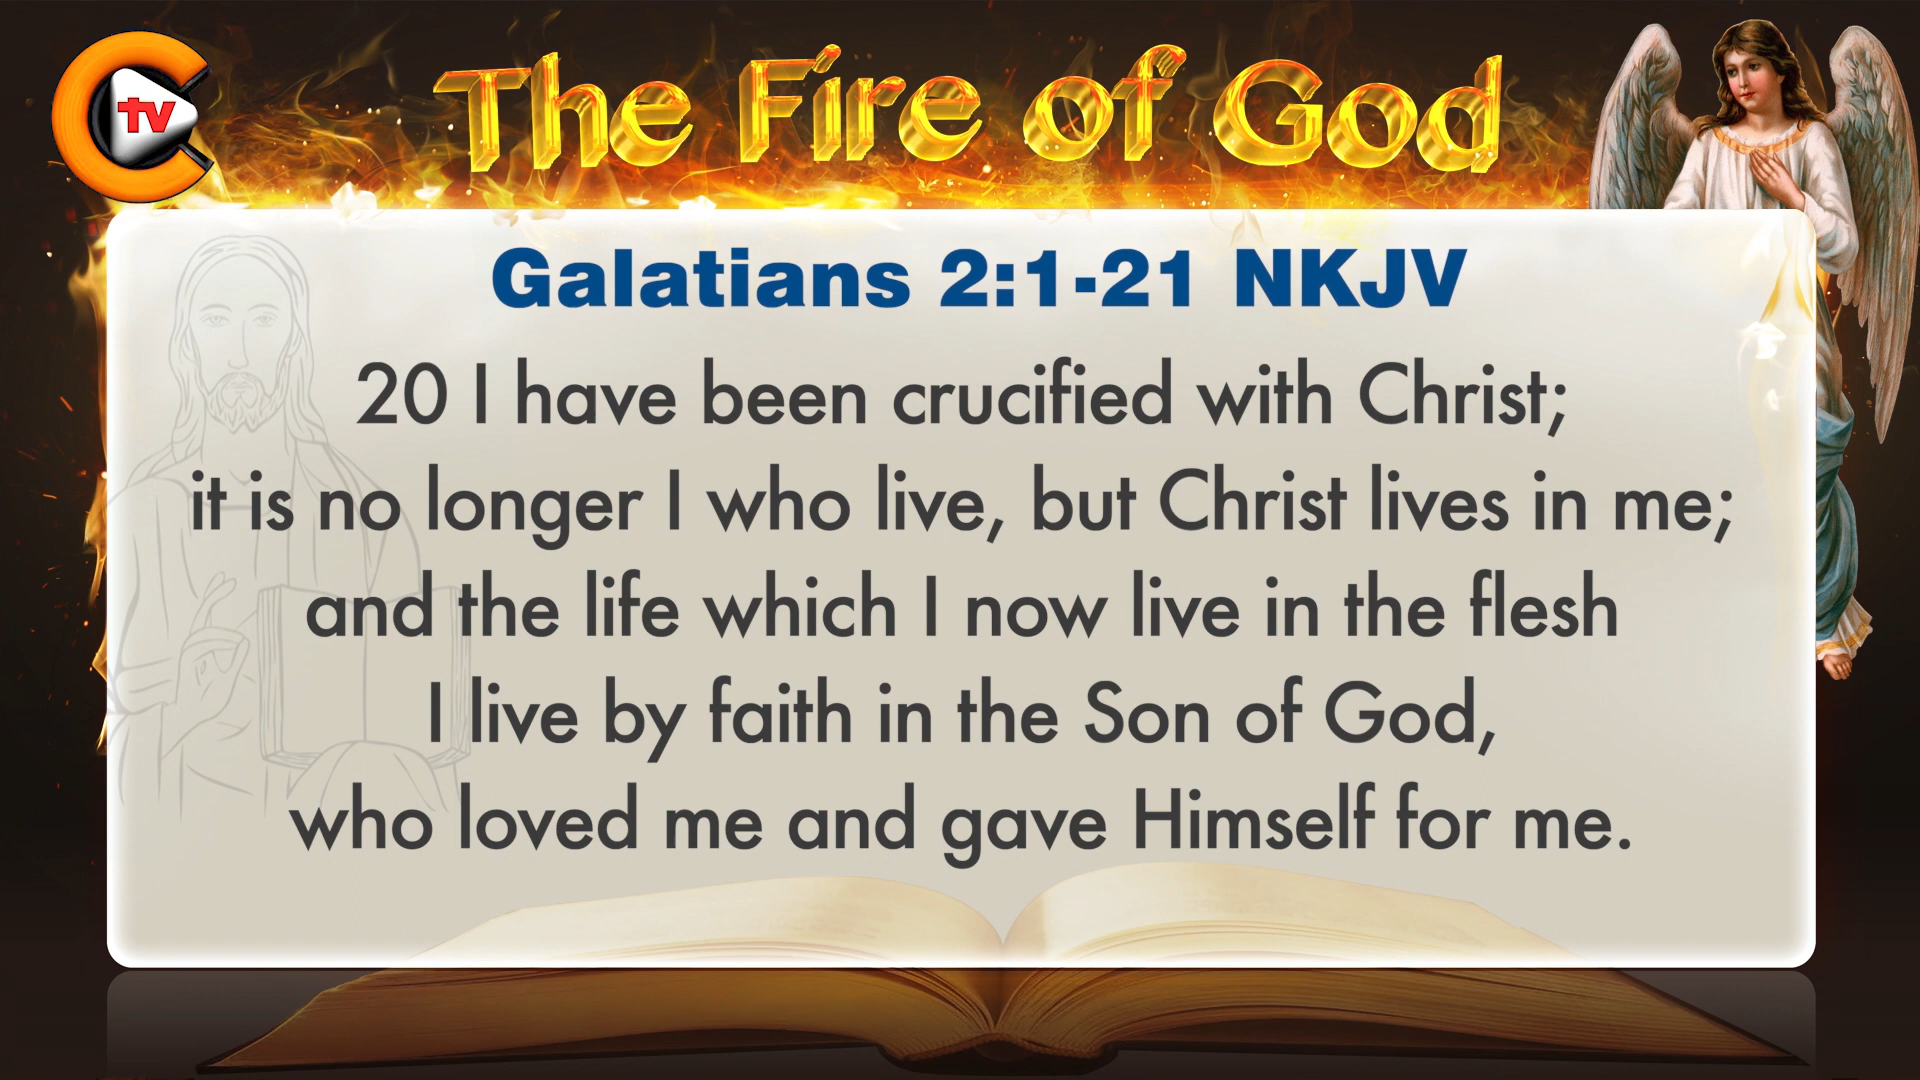 tv
The Fire of God
Galatians 2:1-21 NKJV
20 I have been crucified with Christ;
it is no longer I who live, but Christ lives in me;
and the life which I now live in the flesh
I live by faith in the Son of God,
who loved me and gave Himself for me.